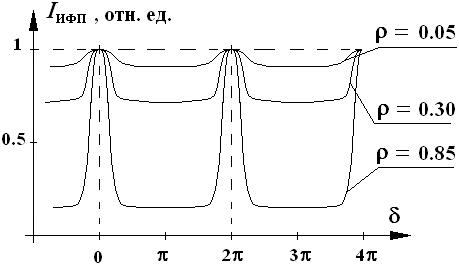 IИФП , отн. ед.
1
ρ = 0.05
ρ = 0.30
0.5
ρ = 0.85
δ
0 π 2π 3π 4π